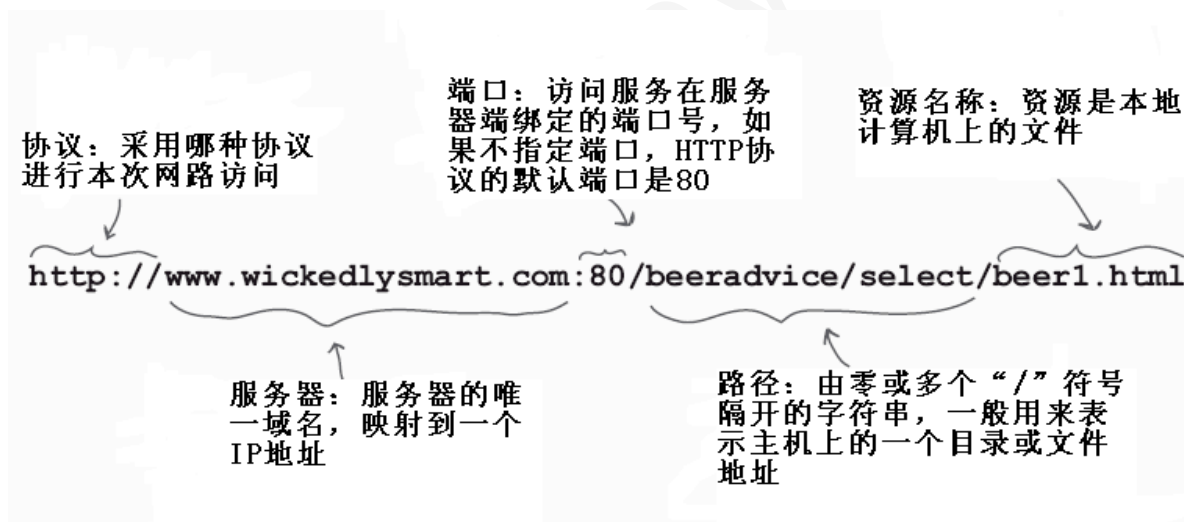 协议：采用哪种协议
进行本次网路访问
端口：访问服务在服务
器端绑定的端口号，如
果不指定端口，HTTP协
议的默认端口是80
资源名称：资源是本地
计算机上的文件
http://www.wickedlysmart.com:80/beeradvice/select/beer1.html
服务器：服务器的唯
一域名，映射到一个
IP地址
路径：由零或多个“/”符号
隔开的字符串，一般用来表
示主机上的一个目录或文件
地址